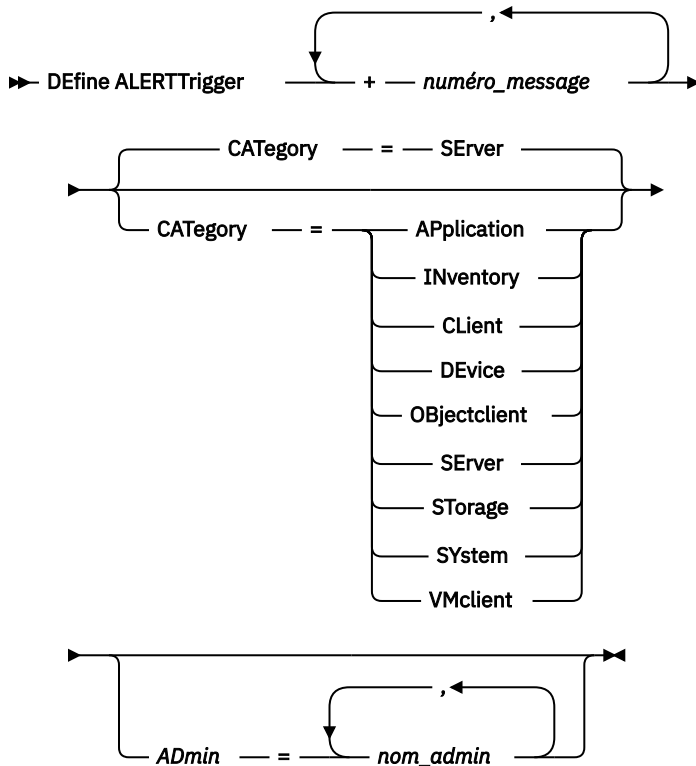 ,
DEfine ALERTTrigger + numéro_message
CATegory = SErver
CATegory = APplication
INventory
CLient
DEvice
OBjectclient
SErver
STorage
SYstem
VMclient
,
ADmin = nom_admin